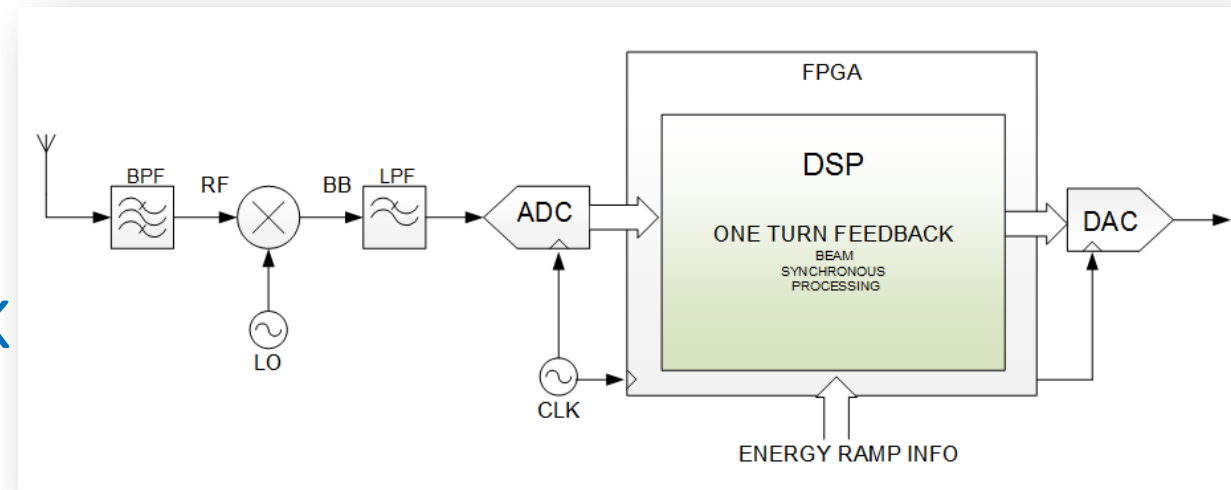 FPGA
BPF
RF
BB
LPF
ADC
DSP
ONE TURN FEEDBACK
BEAM
SYNCHRONOUS
PROCESSING
DAC
LO
CLK
ENERGY RAMP INFO